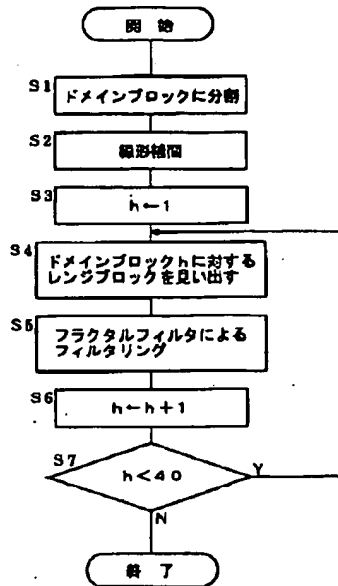 開始
S1
ドメインブロックに分割
S2
線形補間
S3
h←1
S4
ドメインブロックhに対する
レンジブロックを見い出す
S5
フラクタルフィルタによる
フィルタリング
S6
h←h+1
S7
h<40
Y
N
終了